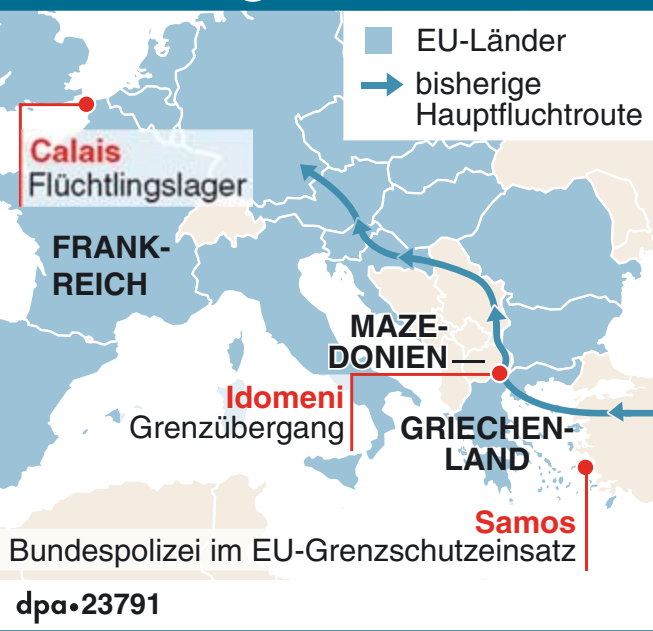 EU-Länder
bisherige
Hauptfluchtroute
Calais
Flüchtlingslager
FRANK-
REICH
MAZE-
DONIEN
Idomeni
Grenzübergang
GRIECHEN-
LAND
Samos
Bundespolizei im EU-Grenzschutzeinsatz
dpa•23791